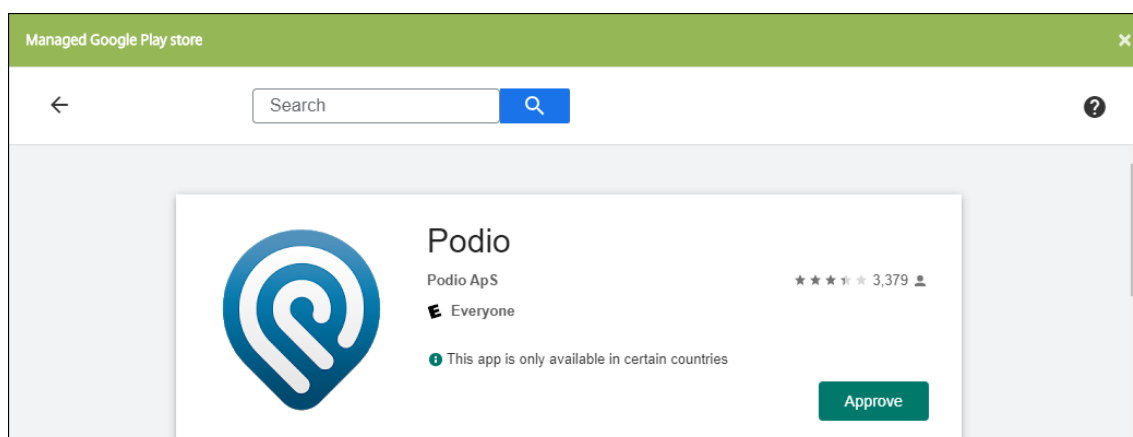 Managed Google Play store
Search
Podio
Podio ApS
3,379
Everyone
This app is only available in certain countries
Approve